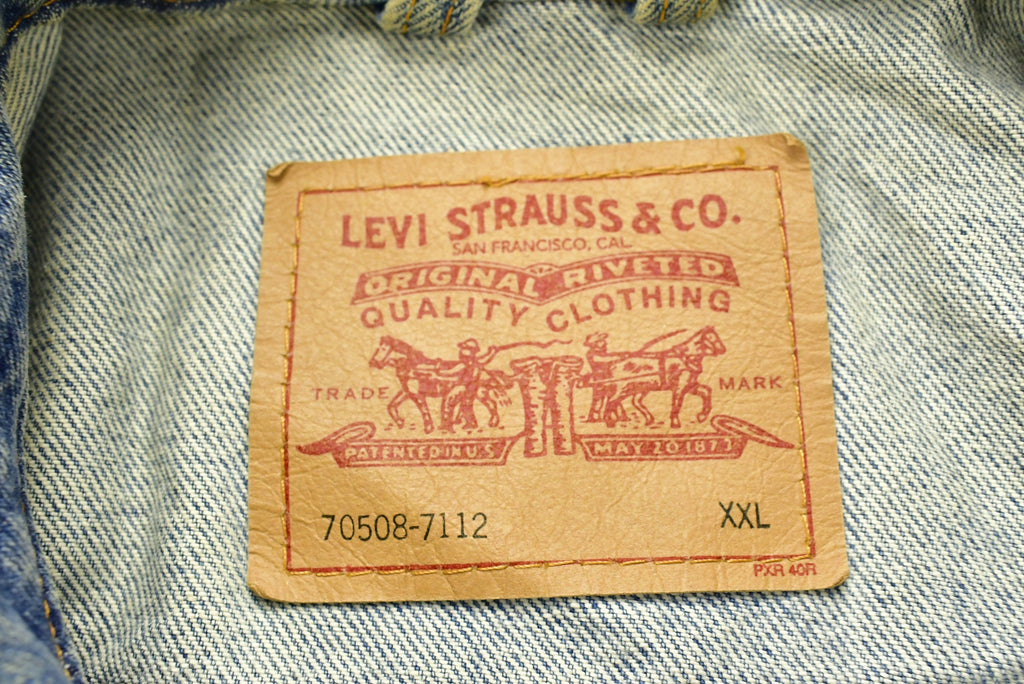 LEVI STRAUSS & CO.
SAN FRANCISCO, CAL.
ORIGINAL RIVETED
QUALITY CLOTHING
TRADE MARK
PATENTED IN U.S. MAY 20 1873
70508-7112 XXL
PXR 40R